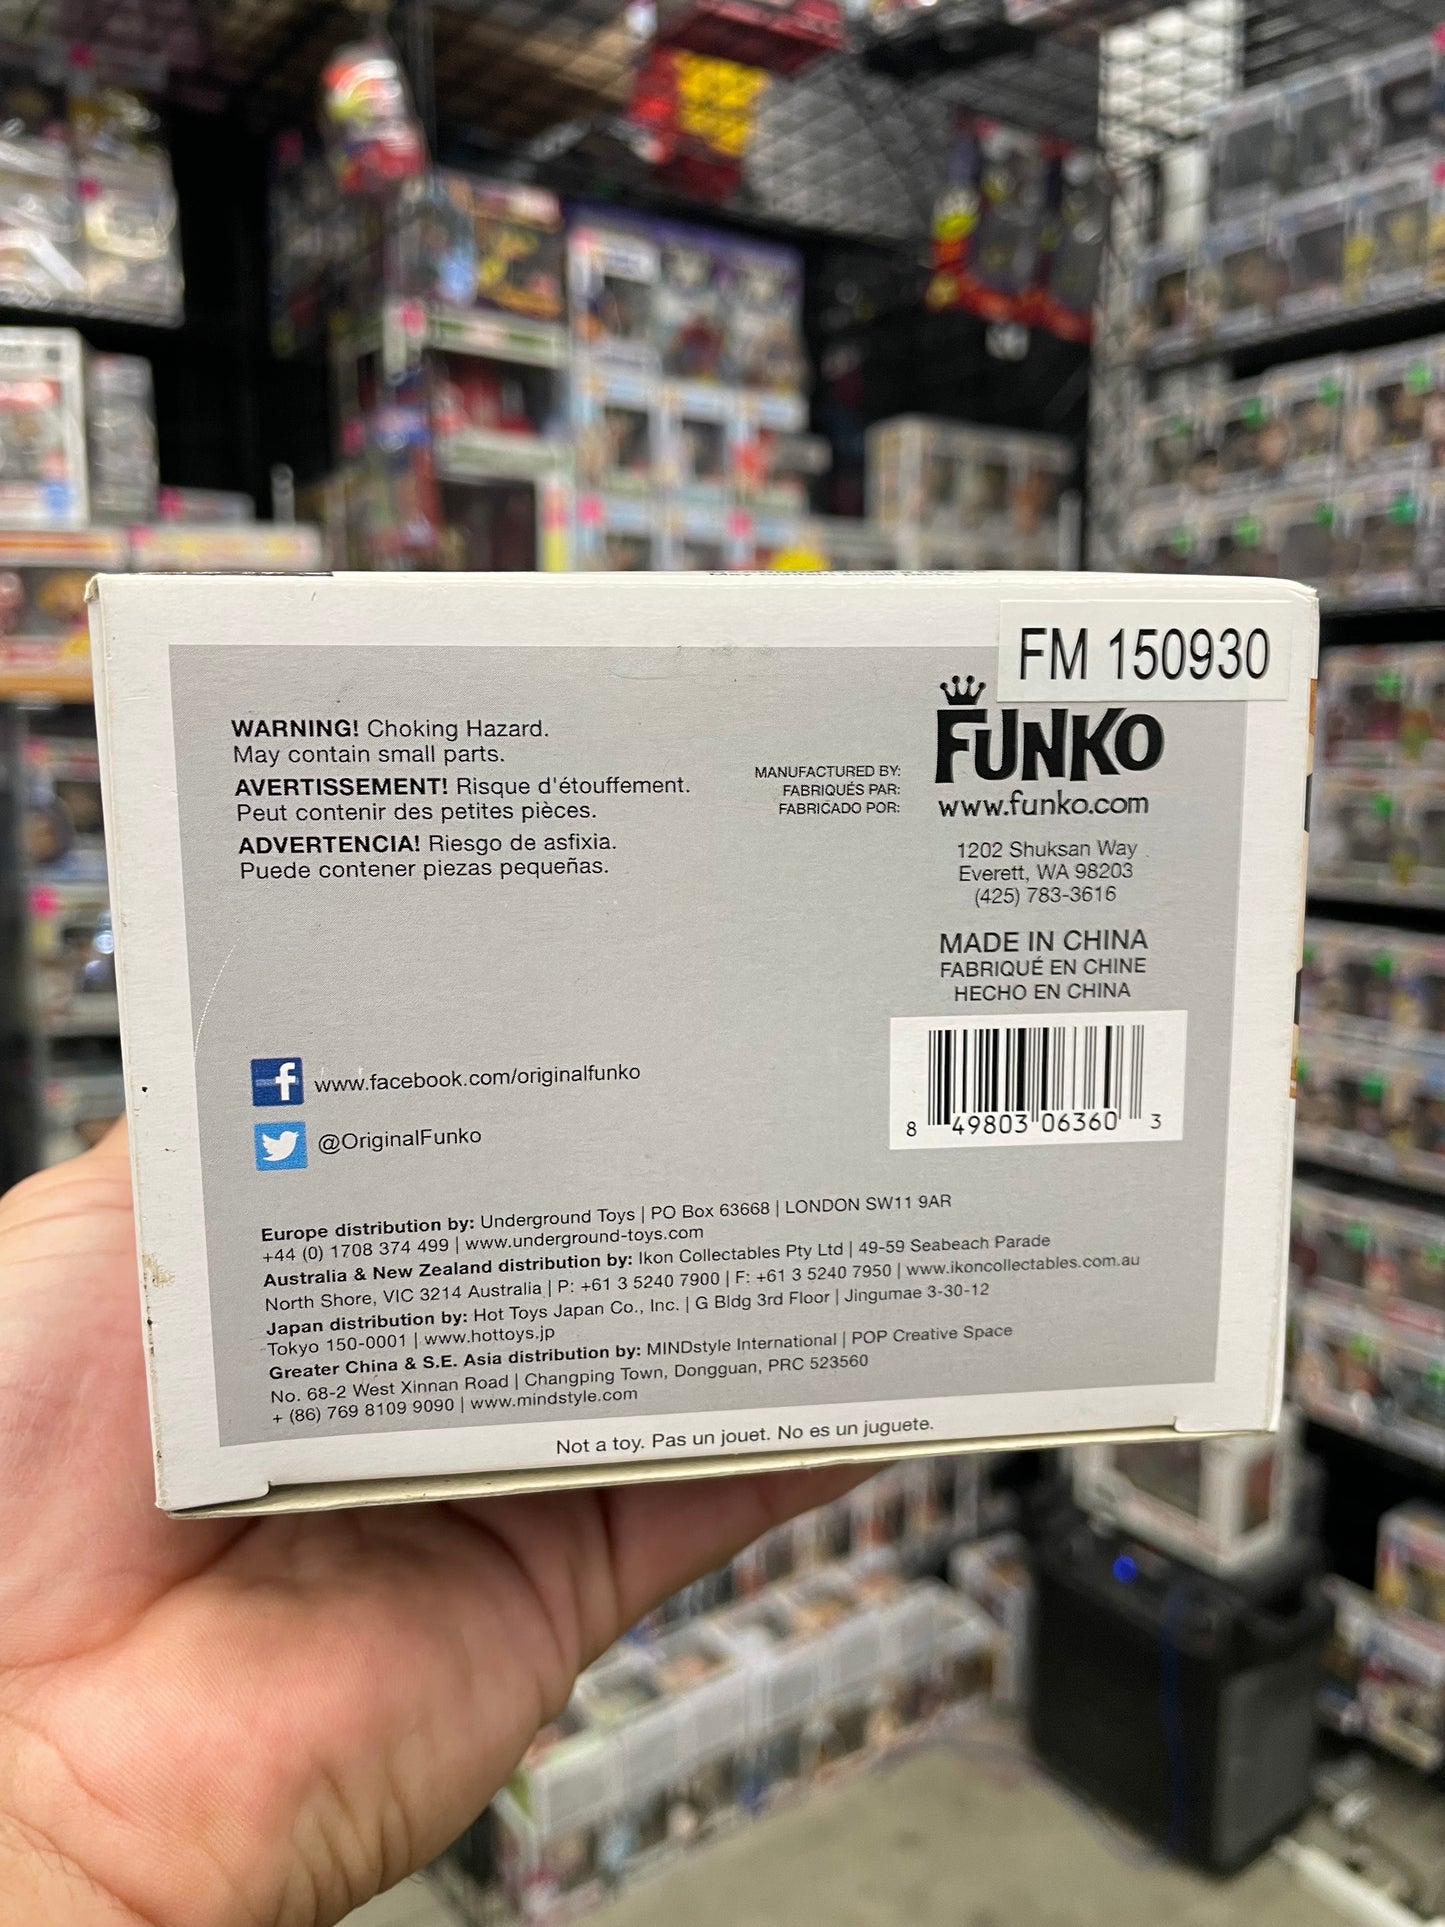 FM 150930
WARNING! Choking Hazard.
May contain small parts.
AVERTISSEMENT! Risque d'étouffement.
Peut contenir des petites pièces.
ADVERTENCIA! Riesgo de asfixia.
Puede contener piezas pequeñas.
MANUFACTURED BY:
FABRIQUÉS PAR:
FABRICADO POR:
FUNKO
www.funko.com
1202 Shuksan Way
Everett, WA 98203
(425) 783-3616
MADE IN CHINA
FABRIQUÉ EN CHINE
HECHO EN CHINA
8 49803 06360 3
f www.facebook.com/originalfunko
@OriginalFunko
Europe distribution by: Underground Toys | PO Box 63668 | LONDON SW11 9AR
+44 (0) 1708 374 499 | www.underground-toys.com
Australia & New Zealand distribution by: Ikon Collectables Pty Ltd | 49-59 Seabeach Parade
North Shore, VIC 3214 Australia | P: +61 3 5240 7900 | F: +61 3 5240 7950 | www.ikoncollectables.com.au
Japan distribution by: Hot Toys Japan Co., Inc. | G Bldg 3rd Floor | Jingumae 3-30-12
Tokyo 150-0001 | www.hottoys.jp
Greater China & S.E. Asia distribution by: MINDstyle International | POP Creative Space
No. 68-2 West Xinnan Road | Changping Town, Dongguan, PRC 523560
+ (86) 769 8109 9090 | www.mindstyle.com
Not a toy. Pas un jouet. No es un juguete.